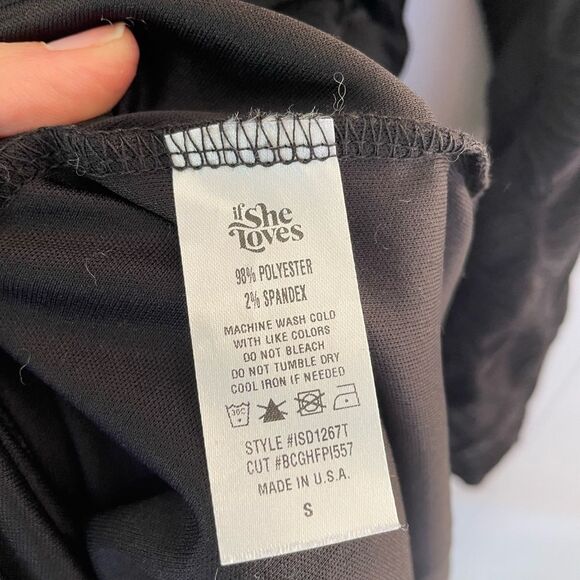 if She
Loves
98% POLYESTER
2% SPANDEX
MACHINE WASH COLD
WITH LIKE COLORS
DO NOT BLEACH
DO NOT TUMBLE DRY
COOL IRON IF NEEDED
30C
STYLE #ISD1267T
CUT #BCGHFPI557
MADE IN U.S.A.
S